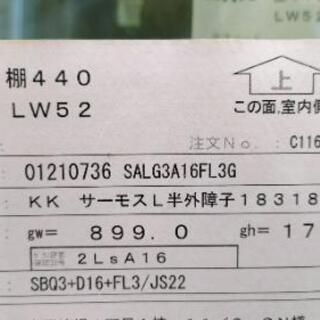 棚440
LW52
LW52
上
この面,室内側
注文No. C116
01210736 SALG3A16FL3G
KK サーモスL半外障子18318
gw= 899.0 gh= 17
2LsA16
SBQ3+D16+FL3/JS22